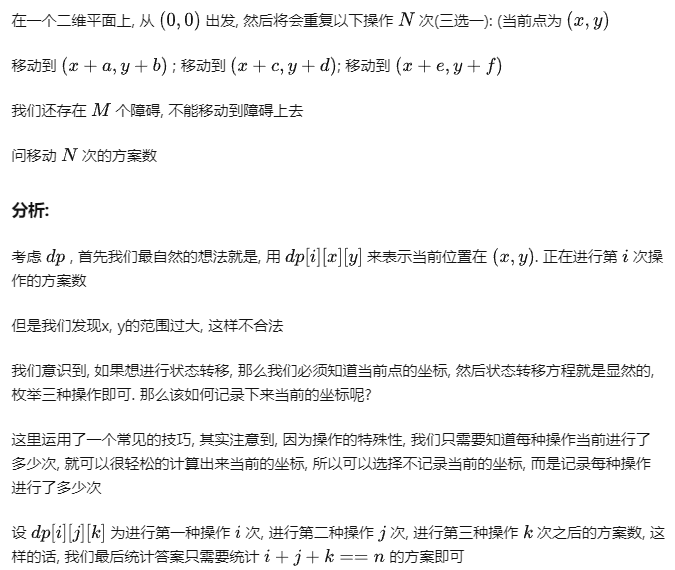 在一个二维平面上, 从 (0, 0) 出发, 然后将会重复以下操作 N 次(三选一): (当前点为 (x, y)
移动到 (x + a, y + b) ; 移动到 (x + c, y + d); 移动到 (x + e, y + f)
我们还存在 M 个障碍, 不能移动到障碍上去
问移动 N 次的方案数
分析:
考虑 dp , 首先我们最自然的想法就是, 用 dp[i][x][y] 来表示当前位置在 (x, y). 正在进行第 i 次操
作的方案数
但是我们发现x, y的范围过大, 这样不合法
我们意识到, 如果想进行状态转移, 那么我们必须知道当前点的坐标, 然后状态转移方程就是显然的,
枚举三种操作即可. 那么该如何记录下来当前的坐标呢?
这里运用了一个常见的技巧, 其实注意到, 因为操作的特殊性, 我们只需要知道每种操作当前进行了
多少次, 就可以很轻松的计算出来当前的坐标, 所以可以选择不记录当前的坐标, 而是记录每种操作
进行了多少次
设 dp[i][j][k] 为进行第一种操作 i 次, 进行第二种操作 j 次, 进行第三种操作 k 次之后的方案数, 这
样的话, 我们最后统计答案只需要统计 i + j + k == n 的方案即可